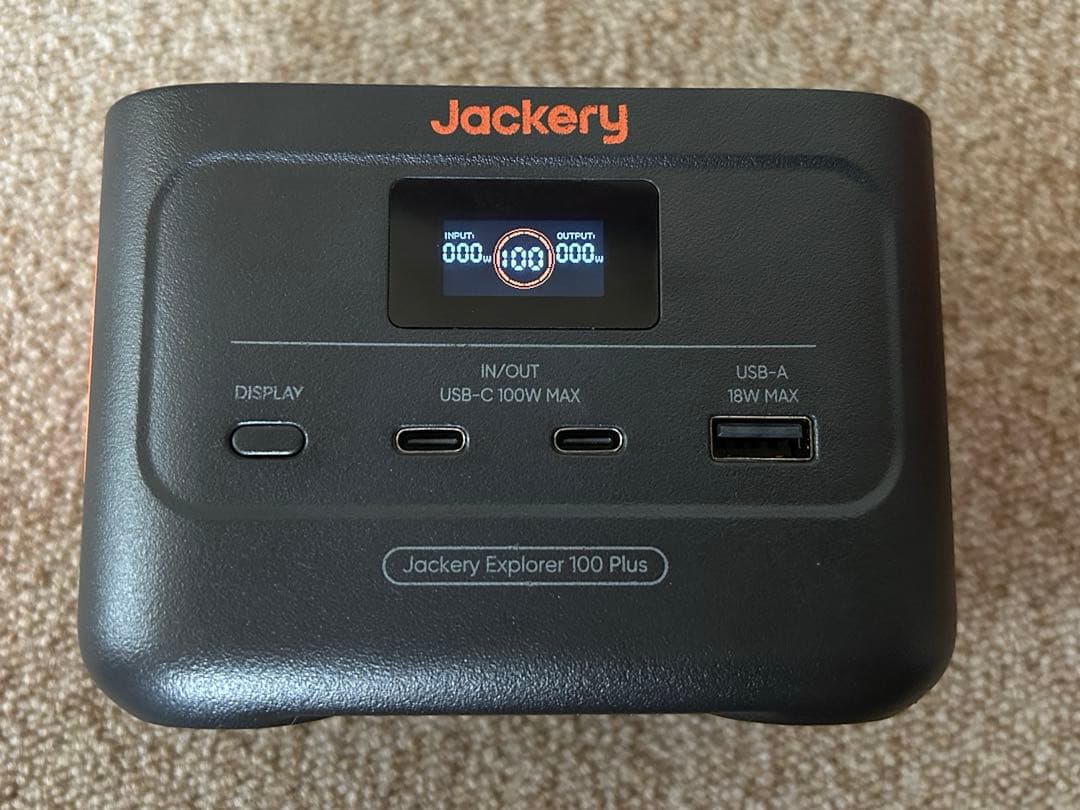 Jackery
INPUT: OUTPUT:
000W 100 000W
IN/OUT USB-A
DISPLAY USB-C 100W MAX 18W MAX
Jackery Explorer 100 Plus